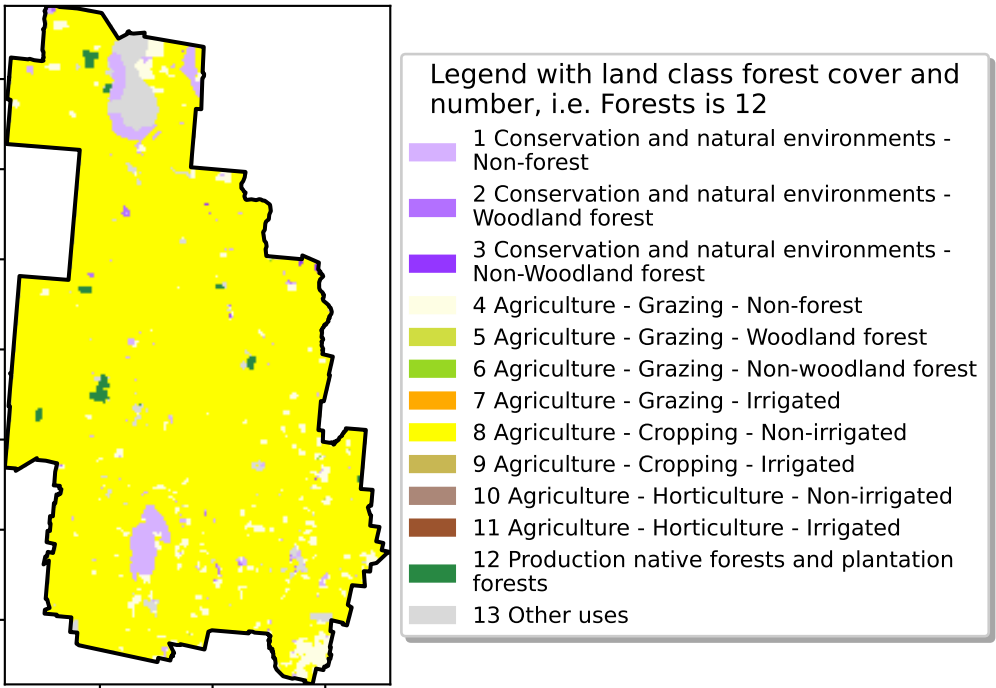 Legend with land class forest cover and
number, i.e. Forests is 12
1 Conservation and natural environments -
Non-forest
2 Conservation and natural environments -
Woodland forest
3 Conservation and natural environments -
Non-Woodland forest
4 Agriculture - Grazing - Non-forest
5 Agriculture - Grazing - Woodland forest
6 Agriculture - Grazing - Non-woodland forest
7 Agriculture - Grazing - Irrigated
8 Agriculture - Cropping - Non-irrigated
9 Agriculture - Cropping - Irrigated
10 Agriculture - Horticulture - Non-irrigated
11 Agriculture - Horticulture - Irrigated
12 Production native forests and plantation
forests
13 Other uses